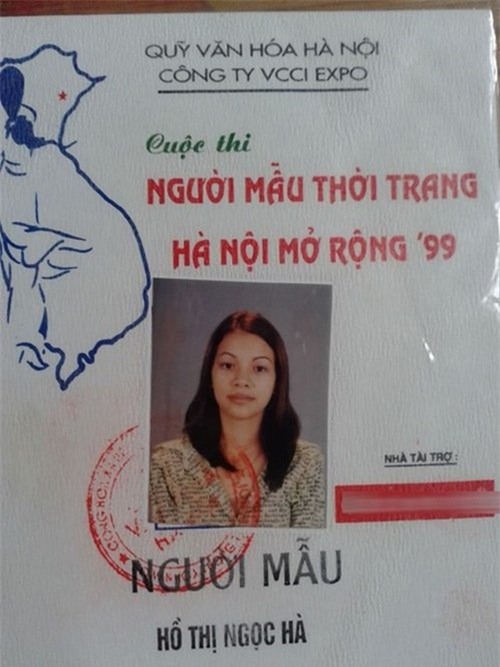 QUỸ VĂN HÓA HÀ NỘI
CÔNG TY VCCI EXPO
Cuộc thi
NGƯỜI MẪU THỜI TRANG
HÀ NỘI MỞ RỘNG '99
NHÀ TÀI TRỢ :
NGƯỜI MẪU
HỒ THỊ NGỌC HÀ